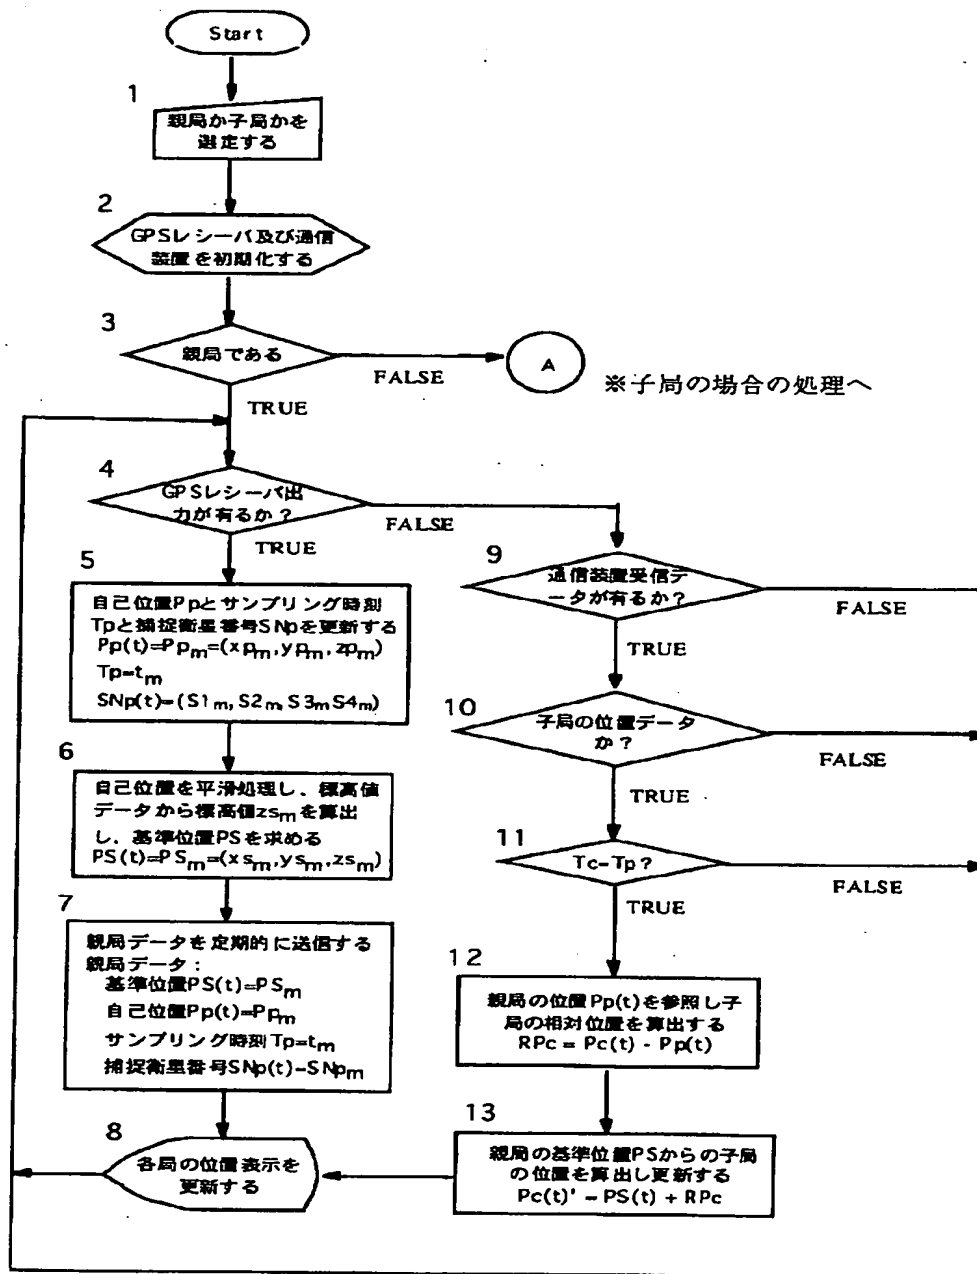 Start
1
親局か子局かを
選定する
2
GPSレシーバ及び通信
装置を初期化する
3
親局である
FALSE
A
※子局の場合の処理へ
TRUE
4
GPSレシーバ出
力が有るか?
FALSE
TRUE
5
自己位置Ppとサンプリング時刻
Tpと捕捉衛星番号SNpを更新する
Pp(t)=Ppm=(xpm,ypm,zpm)
Tp=tm
SNp(t)=(S1m,S2m,S3mS4m)
6
自己位置を平滑処理し、標高値
データから標高値zsmを算出
し、基準位置PSを求める
PS(t)=PSm=(xsm,ysm,zsm)
7
親局データを定期的に送信する
親局データ:
基準位置PS(t)=PSm
自己位置Pp(t)=Ppm
サンプリング時刻Tp=tm
捕捉衛星番号SNp(t)=SNpm
8
各局の位置表示を
更新する
9
通信装置受信デ
ータが有るか?
FALSE
TRUE
10
子局の位置データ
か?
FALSE
TRUE
11
Tc=Tp?
FALSE
TRUE
12
親局の位置Pp(t)を参照し子
局の相対位置を算出する
RPc = Pc(t) - Pp(t)
13
親局の基準位置PSからの子局
の位置を算出し更新する
Pc(t)' = PS(t) + RPc